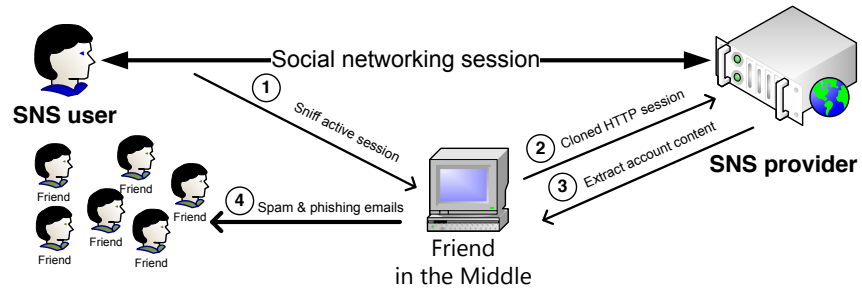 Social networking session
SNS user
1
Sniff active session
2 Cloned HTTP session
3 Extract account content
SNS provider
4 Spam & phishing emails
Friend
Friend
Friend
Friend
Friend
Friend
Friend
in the Middle